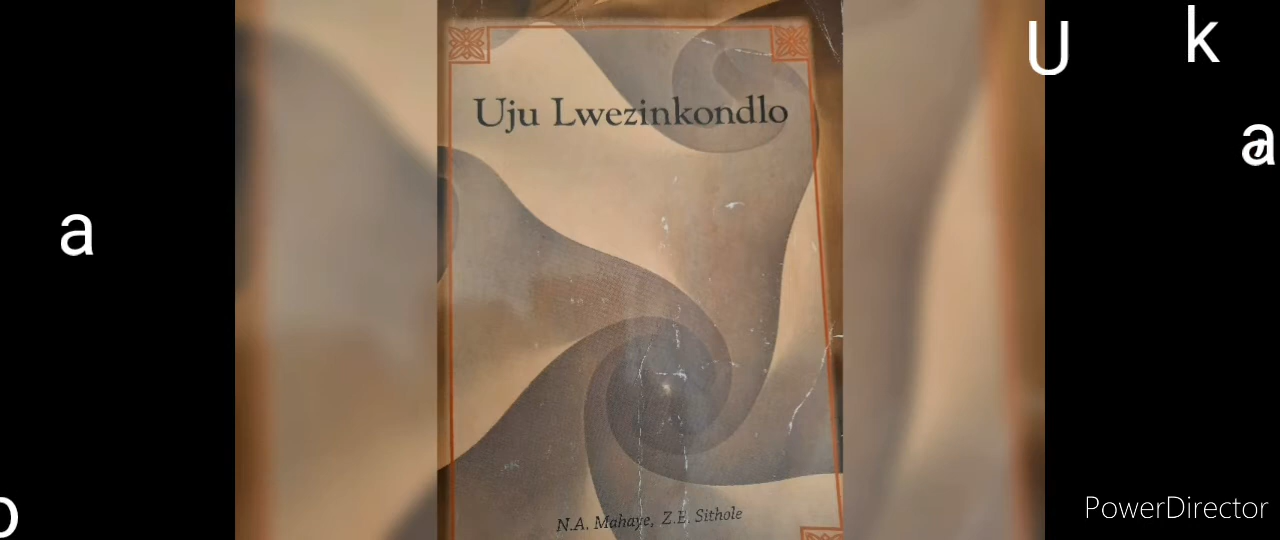 Uju Lwezinkondlo
N.A. Mahaye, Z.E. Sithole
U
k
a
a
PowerDirector